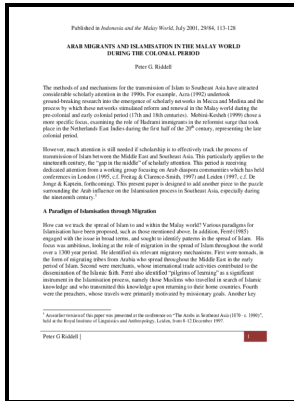 Published in Indonesia and the Malay World, July 2001, 29/84, 113-128
ARAB MIGRANTS AND ISLAMISATION IN THE MALAY WORLD
DURING THE COLONIAL PERIOD
Peter G. Riddell
The methods and mechanisms for the transmission of Islam to Southeast Asia have attracted
considerable scholarly attention in the 1990s. For example, Azra (1992) undertook
ground-breaking research into the emergence of scholarly networks in Mecca and Medina and the
process by which these networks stimulated reform and renewal in the Malay world during the
pre-colonial and early colonial period (17th and 18th centuries). Mobini-Kesheh (1999) chose a
more specific focus, examining the role of Hadrami immigrants in the reformist surge that took
place in the Netherlands East Indies during the first half of the 20th century, representing the late
colonial period.
However, much attention is still needed if scholarship is to effectively track the process of
transmission of Islam between the Middle East and Southeast Asia. This particularly applies to the
nineteenth century, the "gap in the middle" of scholarly attention. This period is receiving
dedicated attention from a working group focusing on Arab diaspora communities which has held
conferences in London (1995, c.f. Freitag & Clarence-Smith, 1997) and Leiden (1997, c.f. De
Jonge & Kaptein, forthcoming). This present paper is designed to add another piece to the puzzle
surrounding the Arab influence on the Islamisation process in Southeast Asia, especially during
the nineteenth century.1
A Paradigm of Islamisation through Migration
How can we track the spread of Islam to and within the Malay world? Various paradigms for
Islamisation have been proposed, such as those mentioned above. In addition, Ferré (1985)
engaged with the issue in broad terms, and sought to identify patterns in the spread of Islam. His
focus was ambitious, looking at the role of migration in the spread of Islam throughout the world
over a 1300 year period. He identified six relevant migratory mechanisms. First were nomads, in
the form of migrating tribes from Arabia who spread throughout the Middle East in the early
period of Islam. Second were merchants, whose international trade activities contributed to the
dissemination of the Islamic faith. Ferré also identified "pilgrims of learning" as a significant
instrument in the Islamisation process, namely those Muslims who travelled in search of Islamic
knowledge and who transmitted this knowledge upon returning to their home countries. Fourth
were the preachers, whose travels were primarily motivated by missionary goals. Another key
1 An earlier version of this paper was presented at the conference on "The Arabs in Southeast Asia (1870 - c. 1990)",
held at the Royal Institute of Linguistics and Anthropology, Leiden, from 8-12 December 1997.
Peter G Riddell | 1